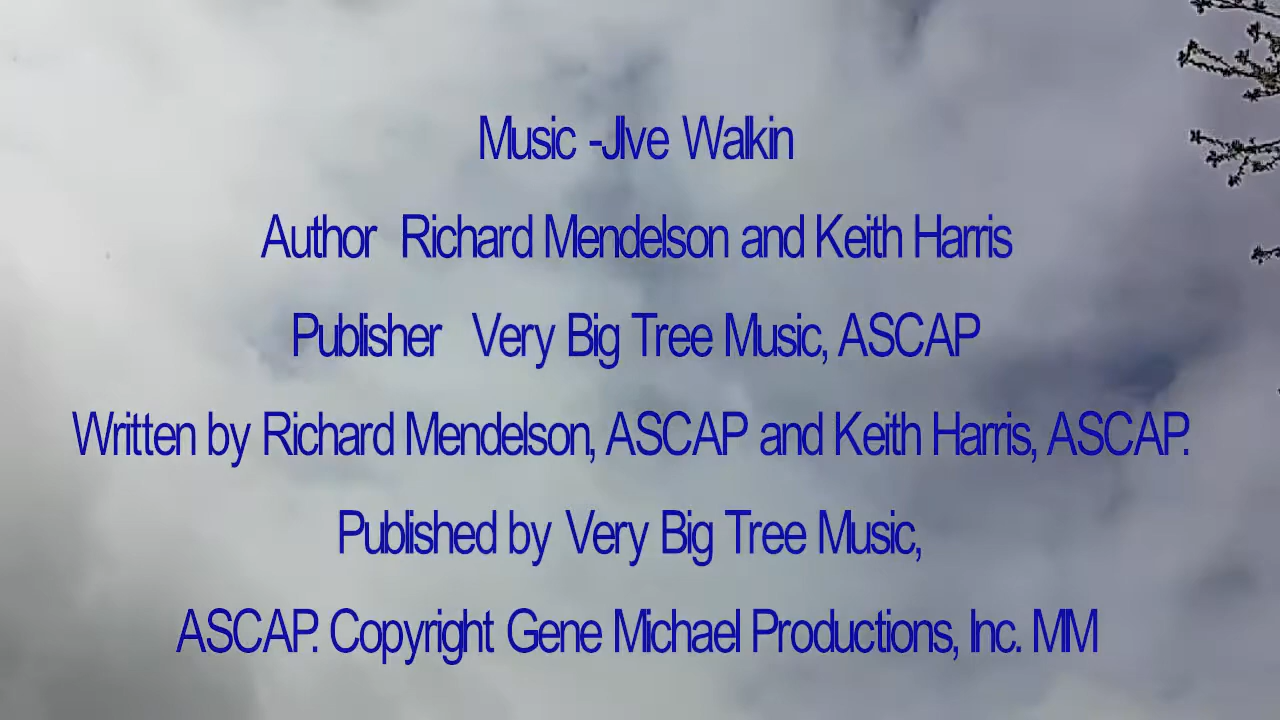 Music -JIve Walkin
Author Richard Mendelson and Keith Harris
Publisher Very Big Tree Music, ASCAP
Written by Richard Mendelson, ASCAP and Keith Harris, ASCAP.
Published by Very Big Tree Music,
ASCAP. Copyright Gene Michael Productions, Inc. MM